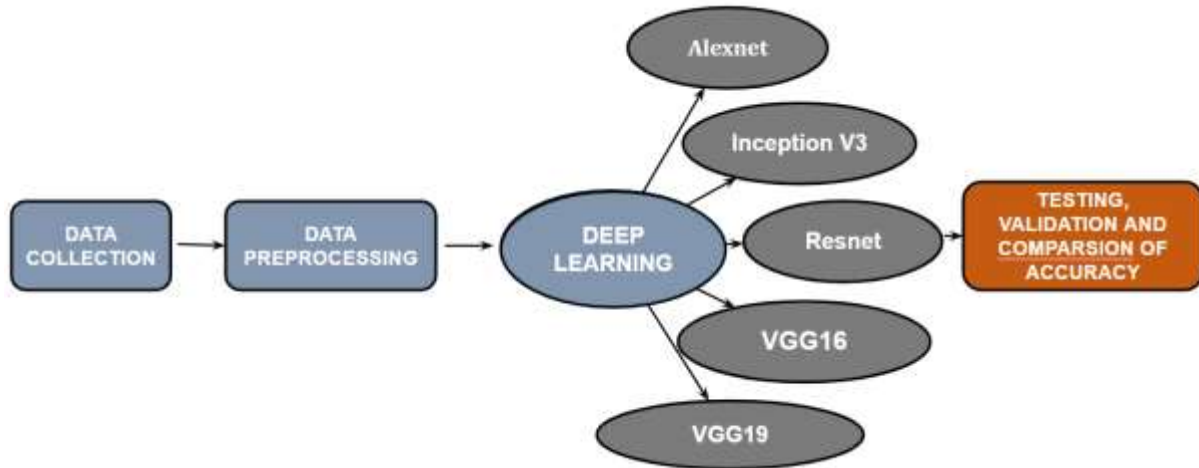 Alexnet
Inception V3
DATA
COLLECTION
DATA
PREPROCESSING
DEEP
LEARNING
Resnet
TESTING,
VALIDATION AND
COMPARSION OF
ACCURACY
VGG16
VGG19